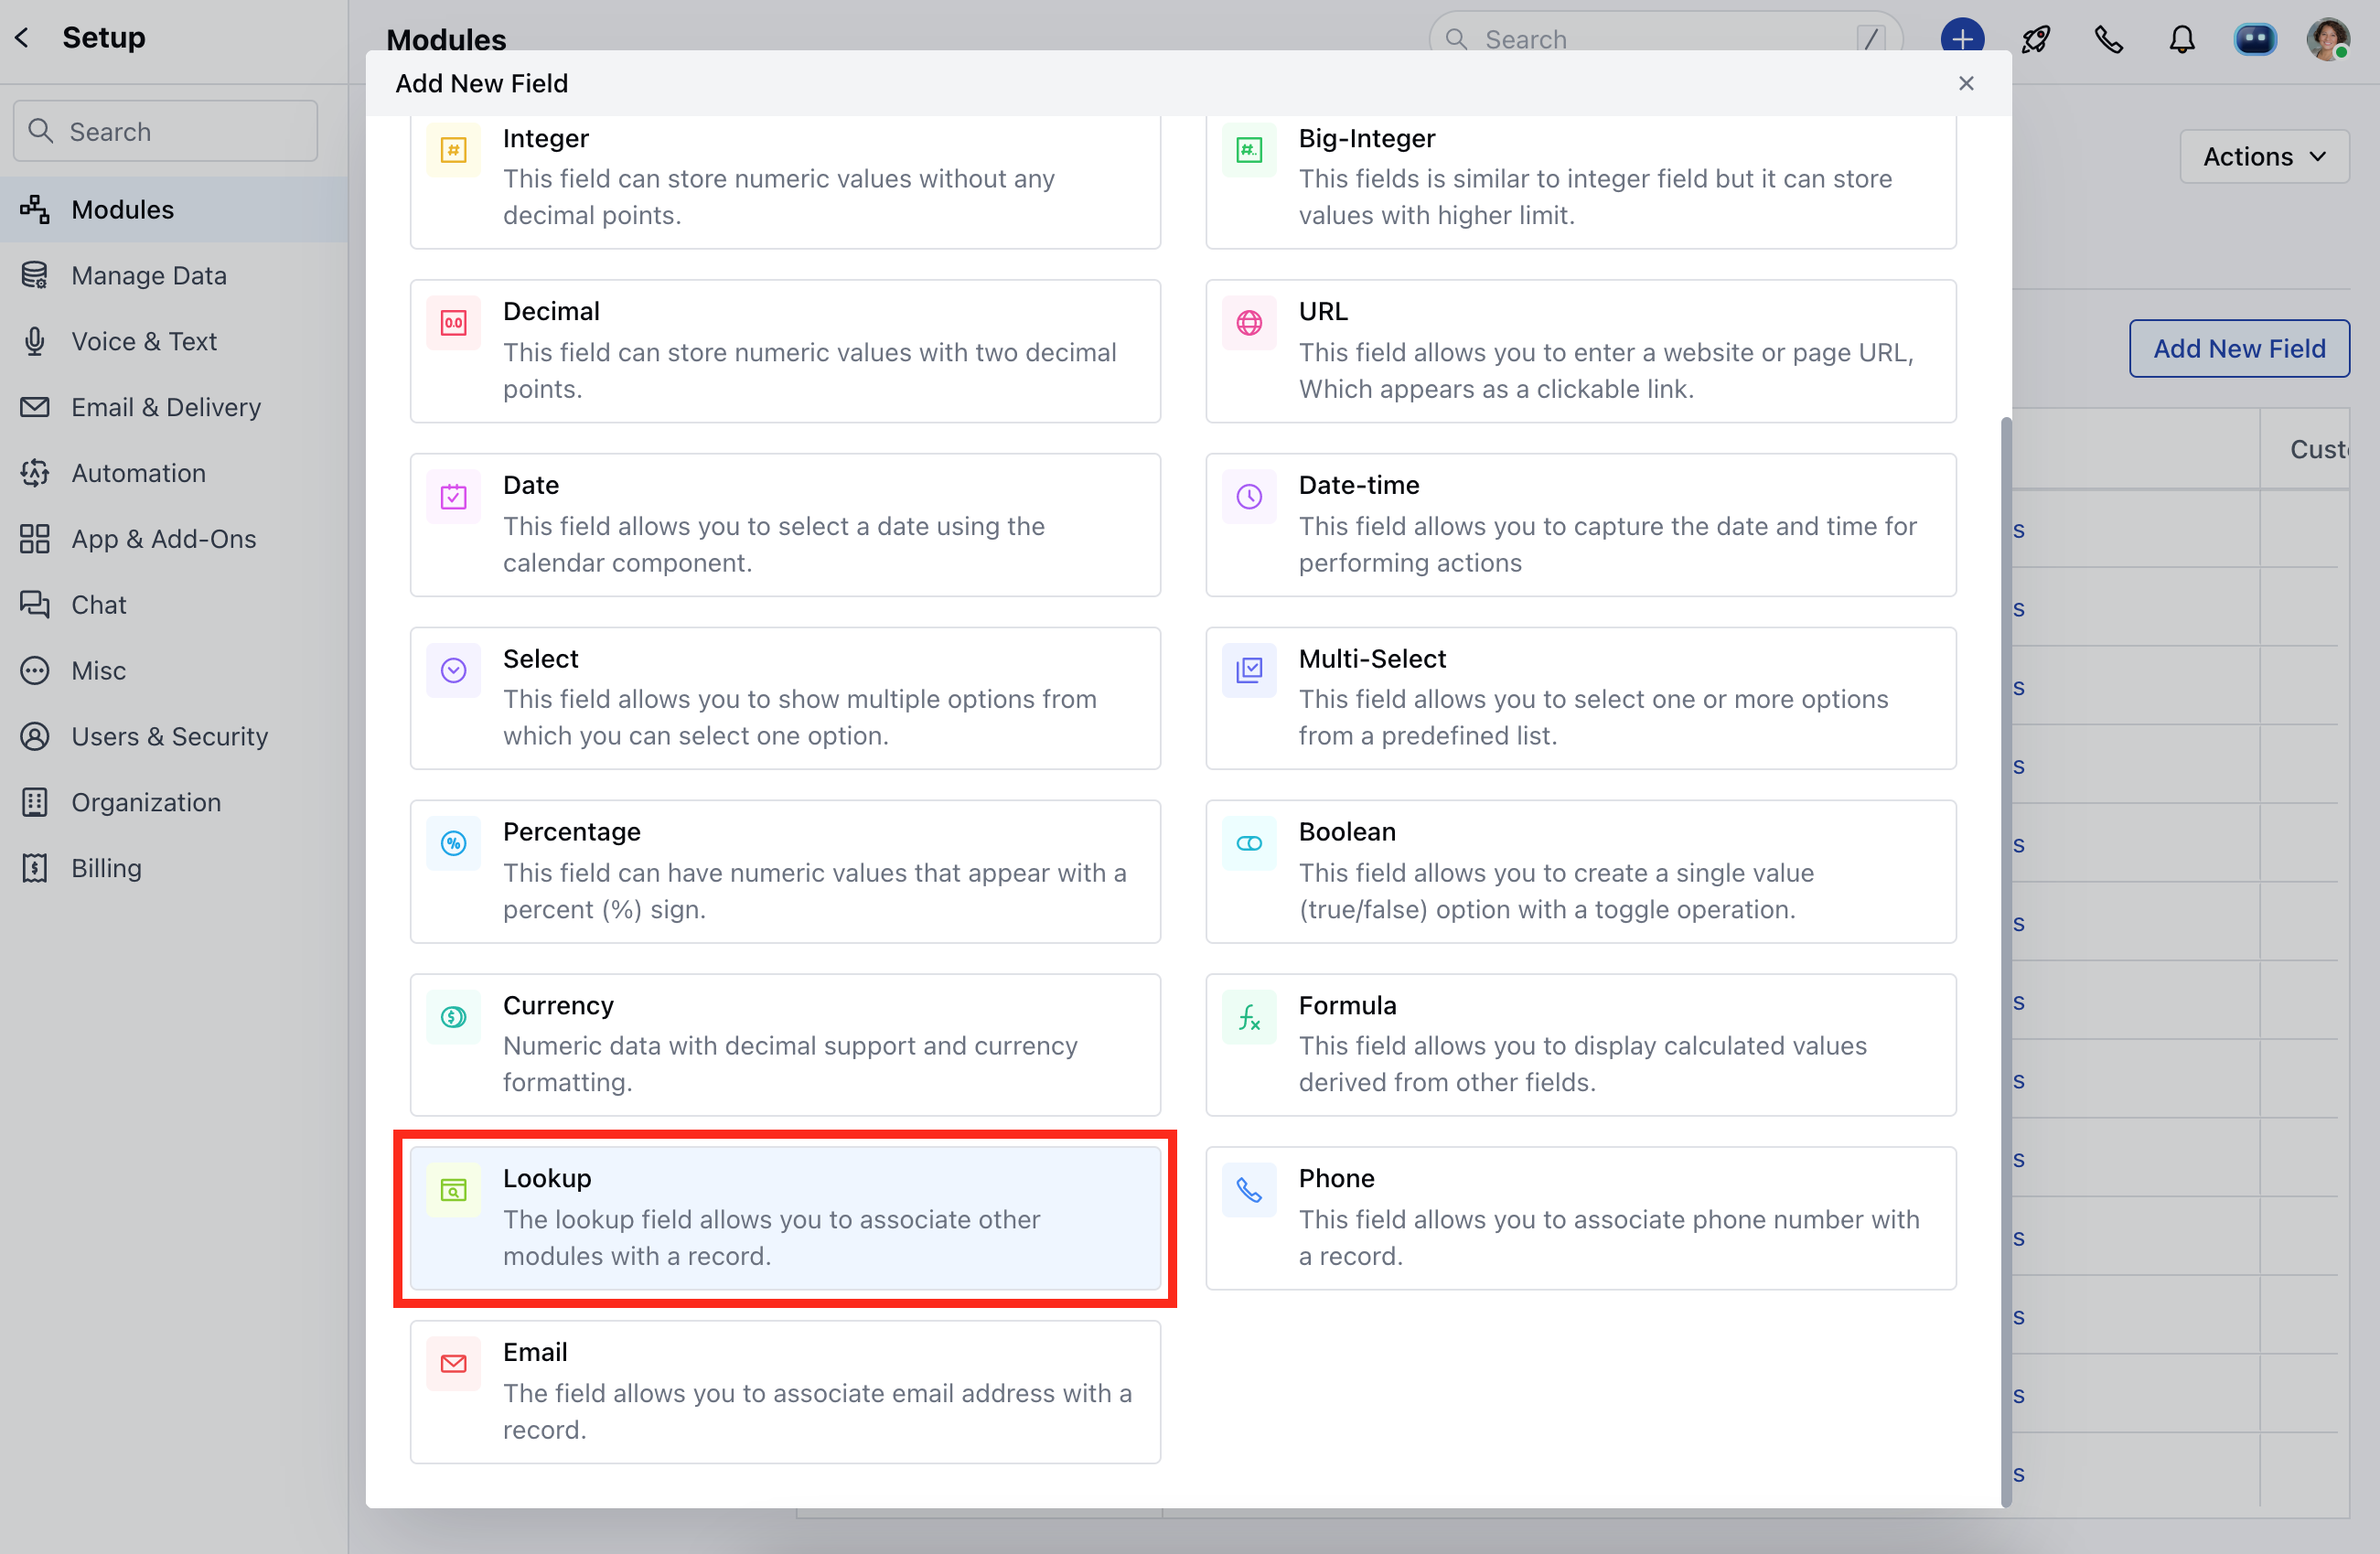 Setup
Modules
Search
/
Add New Field
Search
Modules
Manage Data
Voice & Text
Email & Delivery
Automation
App & Add-Ons
Chat
Misc
Users & Security
Organization
Billing
Integer
This field can store numeric values without any
decimal points.
Big-Integer
This fields is similar to integer field but it can store
values with higher limit.
Decimal
This field can store numeric values with two decimal
points.
URL
This field allows you to enter a website or page URL,
Which appears as a clickable link.
Date
This field allows you to select a date using the
calendar component.
Date-time
This field allows you to capture the date and time for
performing actions
Select
This field allows you to show multiple options from
which you can select one option.
Multi-Select
This field allows you to select one or more options
from a predefined list.
Percentage
This field can have numeric values that appear with a
percent (%) sign.
Boolean
This field allows you to create a single value
(true/false) option with a toggle operation.
Currency
Numeric data with decimal support and currency
formatting.
Formula
This field allows you to display calculated values
derived from other fields.
Lookup
The lookup field allows you to associate other
modules with a record.
Phone
This field allows you to associate phone number with
a record.
Email
The field allows you to associate email address with a
record.
Actions
Add New Field